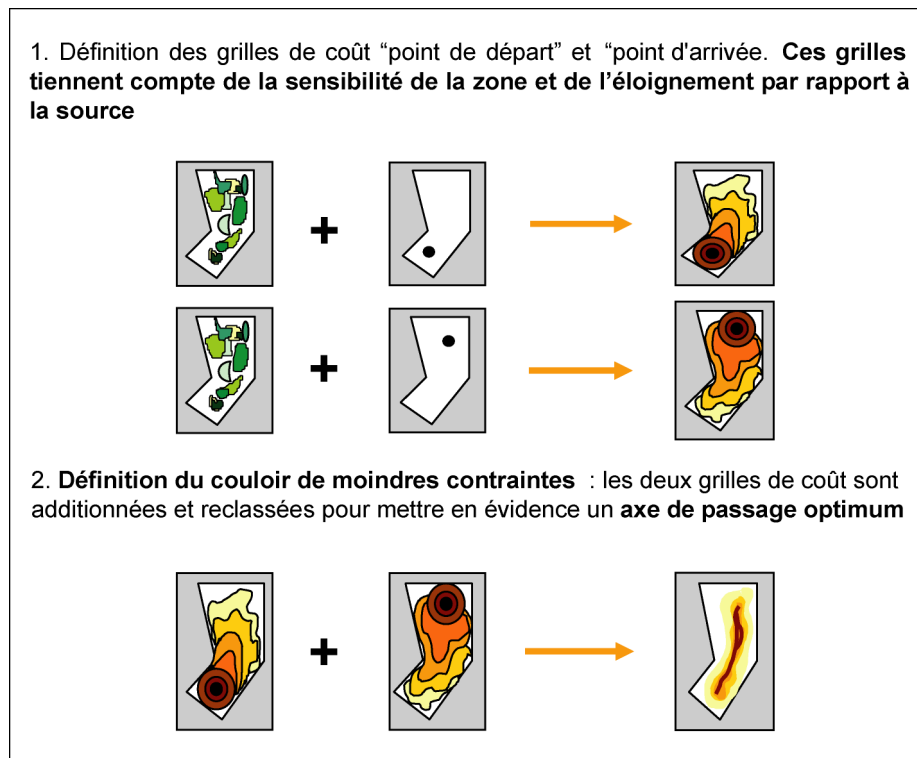 1. Définition des grilles de coût “point de départ” et “point d'arrivée. Ces grilles
tiennent compte de la sensibilité de la zone et de l’éloignement par rapport à
la source
+
+
2. Définition du couloir de moindres contraintes : les deux grilles de coût sont
additionnées et reclassées pour mettre en évidence un axe de passage optimum
+